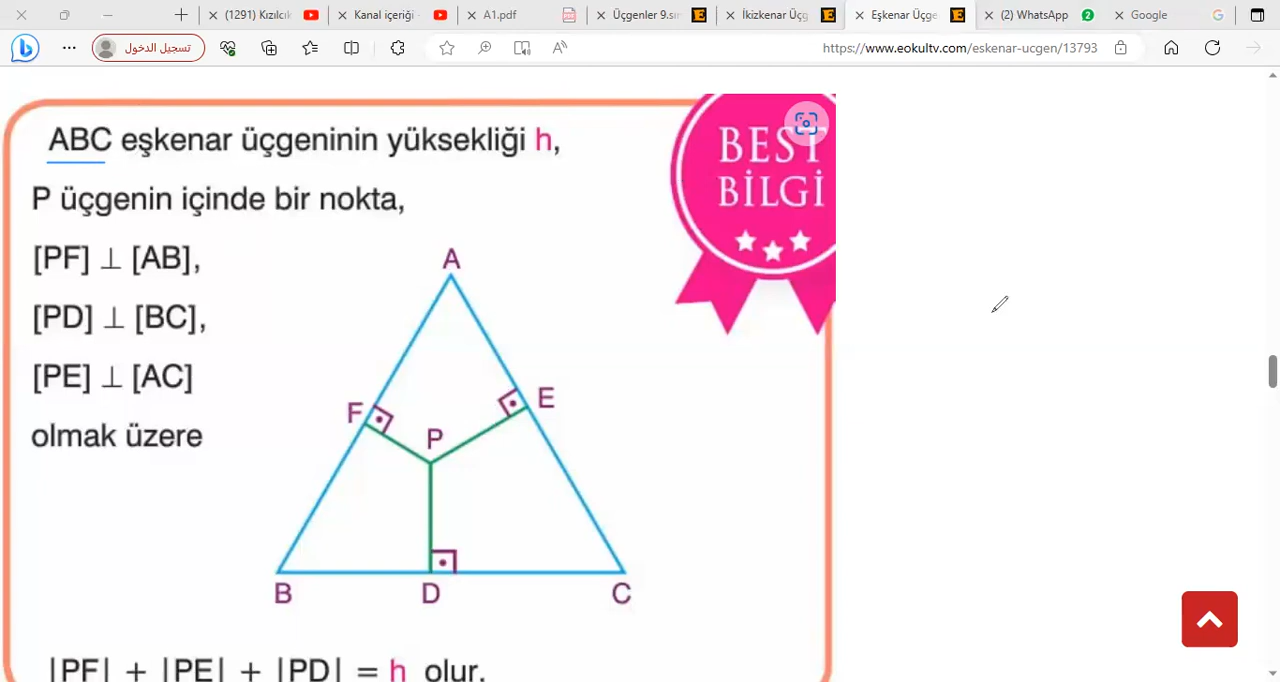 (1291) Kızılcık
Kanal içeriği -
A1.pdf
Üçgenler 9.sın
İkizkenar Üçg
Eşkenar Üçge
(2) WhatsApp
2
Google
تسجيل الدخول
https://www.eokultv.com/eskenar-ucgen/13793
ABC eşkenar üçgeninin yüksekliği h,
P üçgenin içinde bir nokta,
[PF] ⊥ [AB],
[PD] ⊥ [BC],
[PE] ⊥ [AC]
olmak üzere
BEST
BİLGİ
A
F
E
P
B
D
C
|PF| + |PE| + |PD| = h olur.